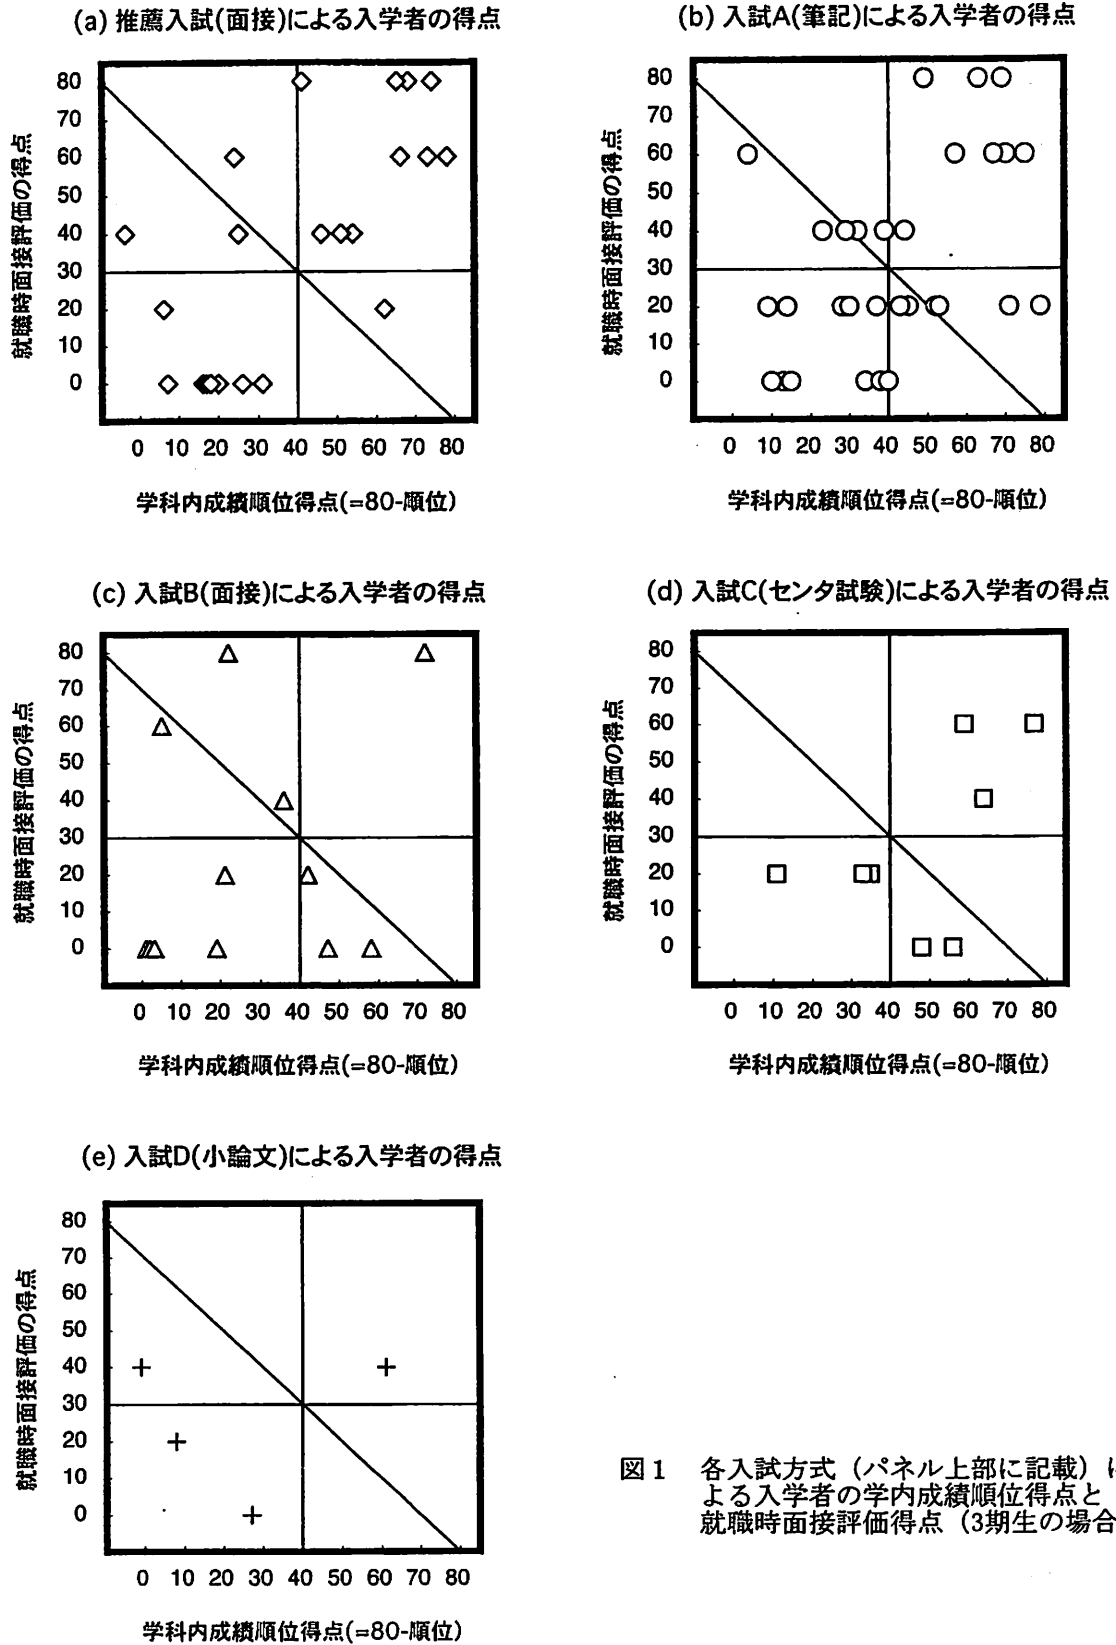 (a) 推薦入試(面接)による入学者の得点
就職時面接評価の得点
80
70
60
50
40
30
20
10
0
0 10 20 30 40 50 60 70 80
学科内成績順位得点(=80-順位)
(b) 入試A(筆記)による入学者の得点
就職時面接評価の得点
80
70
60
50
40
30
20
10
0
0 10 20 30 40 50 60 70 80
学科内成績順位得点(=80-順位)
(c) 入試B(面接)による入学者の得点
就職時面接評価の得点
80
70
60
50
40
30
20
10
0
0 10 20 30 40 50 60 70 80
学科内成績順位得点(=80-順位)
(d) 入試C(センタ試験)による入学者の得点
就職時面接評価の得点
80
70
60
50
40
30
20
10
0
0 10 20 30 40 50 60 70 80
学科内成績順位得点(=80-順位)
(e) 入試D(小論文)による入学者の得点
就職時面接評価の得点
80
70
60
50
40
30
20
10
0
0 10 20 30 40 50 60 70 80
学科内成績順位得点(=80-順位)
図1 各入試方式（パネル上部に記載）
よる入学者の学内成績順位得点と
就職時面接評価得点（3期生の場合